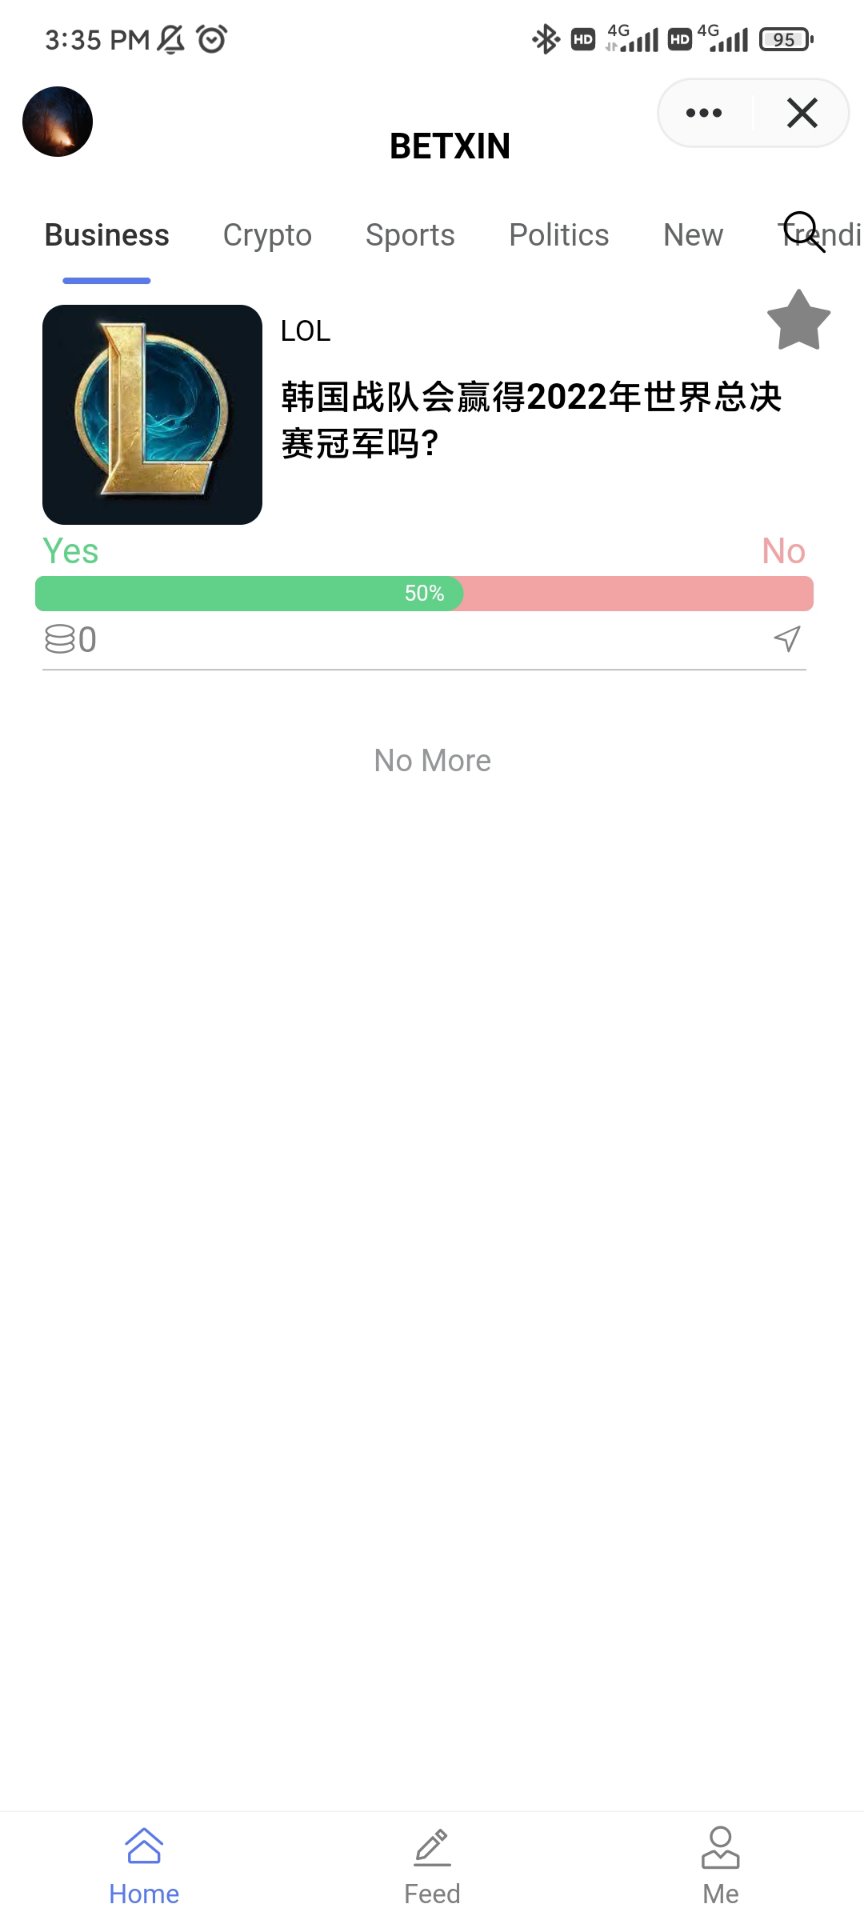 3:35 PM
HD 4G HD 4G 95
BETXIN
Business Crypto Sports Politics New Trendi
LOL
韩国战队会赢得2022年世界总决
赛冠军吗?
Yes No
50%
0
No More
Home Feed Me